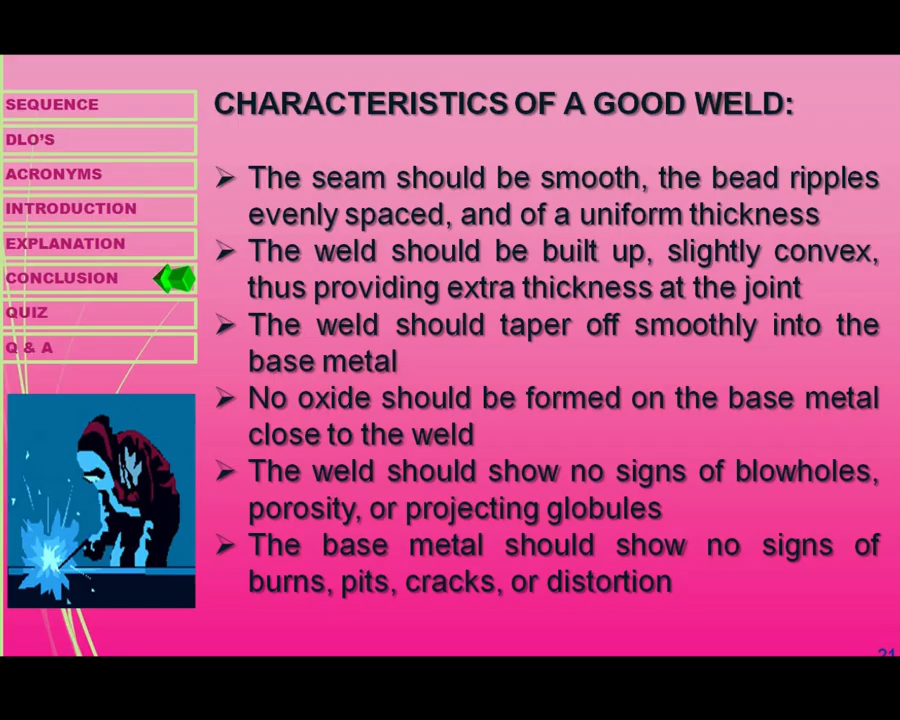 SEQUENCE
DLO'S
ACRONYMS
INTRODUCTION
EXPLANATION
CONCLUSION
QUIZ
Q & A
CHARACTERISTICS OF A GOOD WELD:
➢ The seam should be smooth, the bead ripples
evenly spaced, and of a uniform thickness
➢ The weld should be built up, slightly convex,
thus providing extra thickness at the joint
➢ The weld should taper off smoothly into the
base metal
➢ No oxide should be formed on the base metal
close to the weld
➢ The weld should show no signs of blowholes,
porosity, or projecting globules
➢ The base metal should show no signs of
burns, pits, cracks, or distortion
21